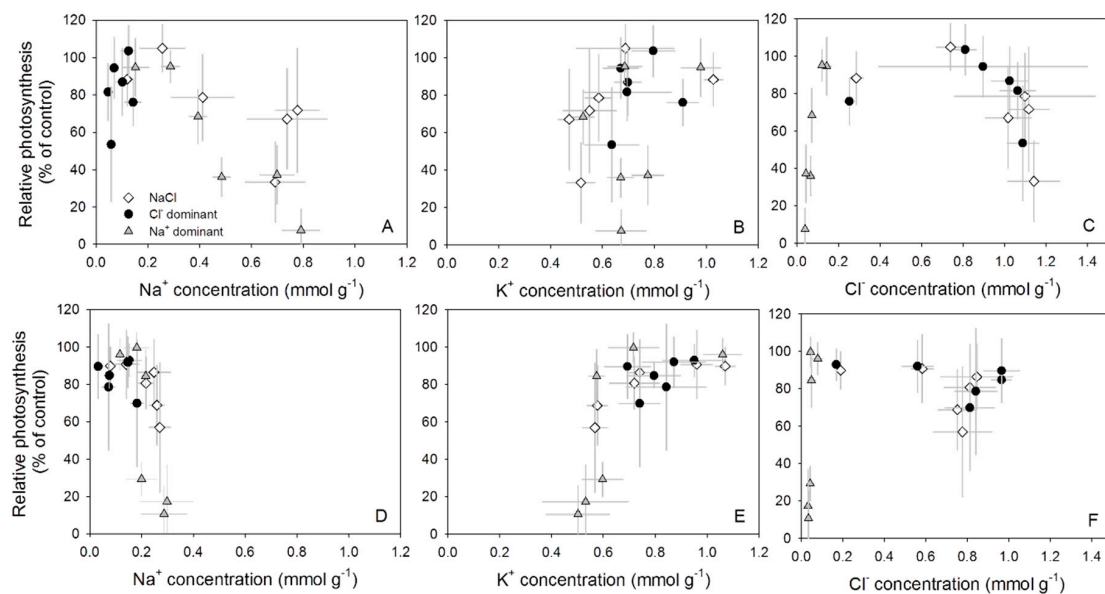 120
100
80
60
40
20
0
Relative photosynthesis
(% of control)
NaCl
Cl⁻ dominant
Na⁺ dominant
A
0.0 0.2 0.4 0.6 0.8 1.0 1.2
Na⁺ concentration (mmol g⁻¹)
120
100
80
60
40
20
0
B
0.0 0.2 0.4 0.6 0.8 1.0 1.2
K⁺ concentration (mmol g⁻¹)
120
100
80
60
40
20
0
C
0.0 0.2 0.4 0.6 0.8 1.0 1.2 1.4
Cl⁻ concentration (mmol g⁻¹)
120
100
80
60
40
20
0
Relative photosynthesis
(% of control)
D
0.0 0.2 0.4 0.6 0.8 1.0 1.2
Na⁺ concentration (mmol g⁻¹)
120
100
80
60
40
20
0
E
0.0 0.2 0.4 0.6 0.8 1.0 1.2
K⁺ concentration (mmol g⁻¹)
120
100
80
60
40
20
0
F
0.0 0.2 0.4 0.6 0.8 1.0 1.2 1.4
Cl⁻ concentration (mmol g⁻¹)